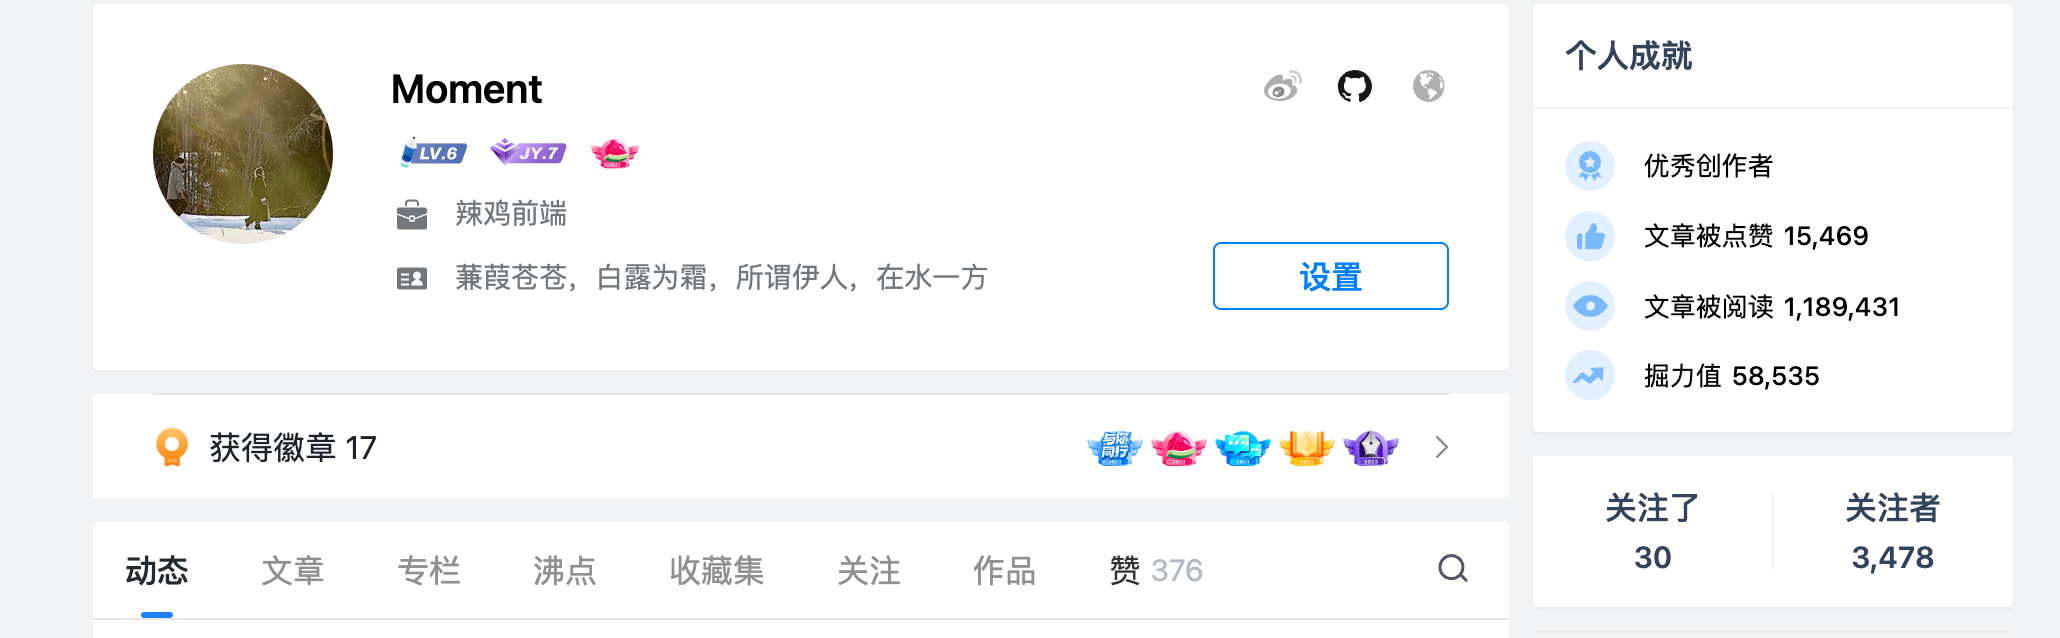 Moment
LV.6 JY.7
辣鸡前端
蒹葭苍苍，白露为霜，所谓伊人，在水一方
设置
获得徽章 17
与你同行
动态 文章 专栏 沸点 收藏集 关注 作品 赞 376
个人成就
优秀创作者
文章被点赞 15,469
文章被阅读 1,189,431
掘力值 58,535
关注了 关注者
30 3,478